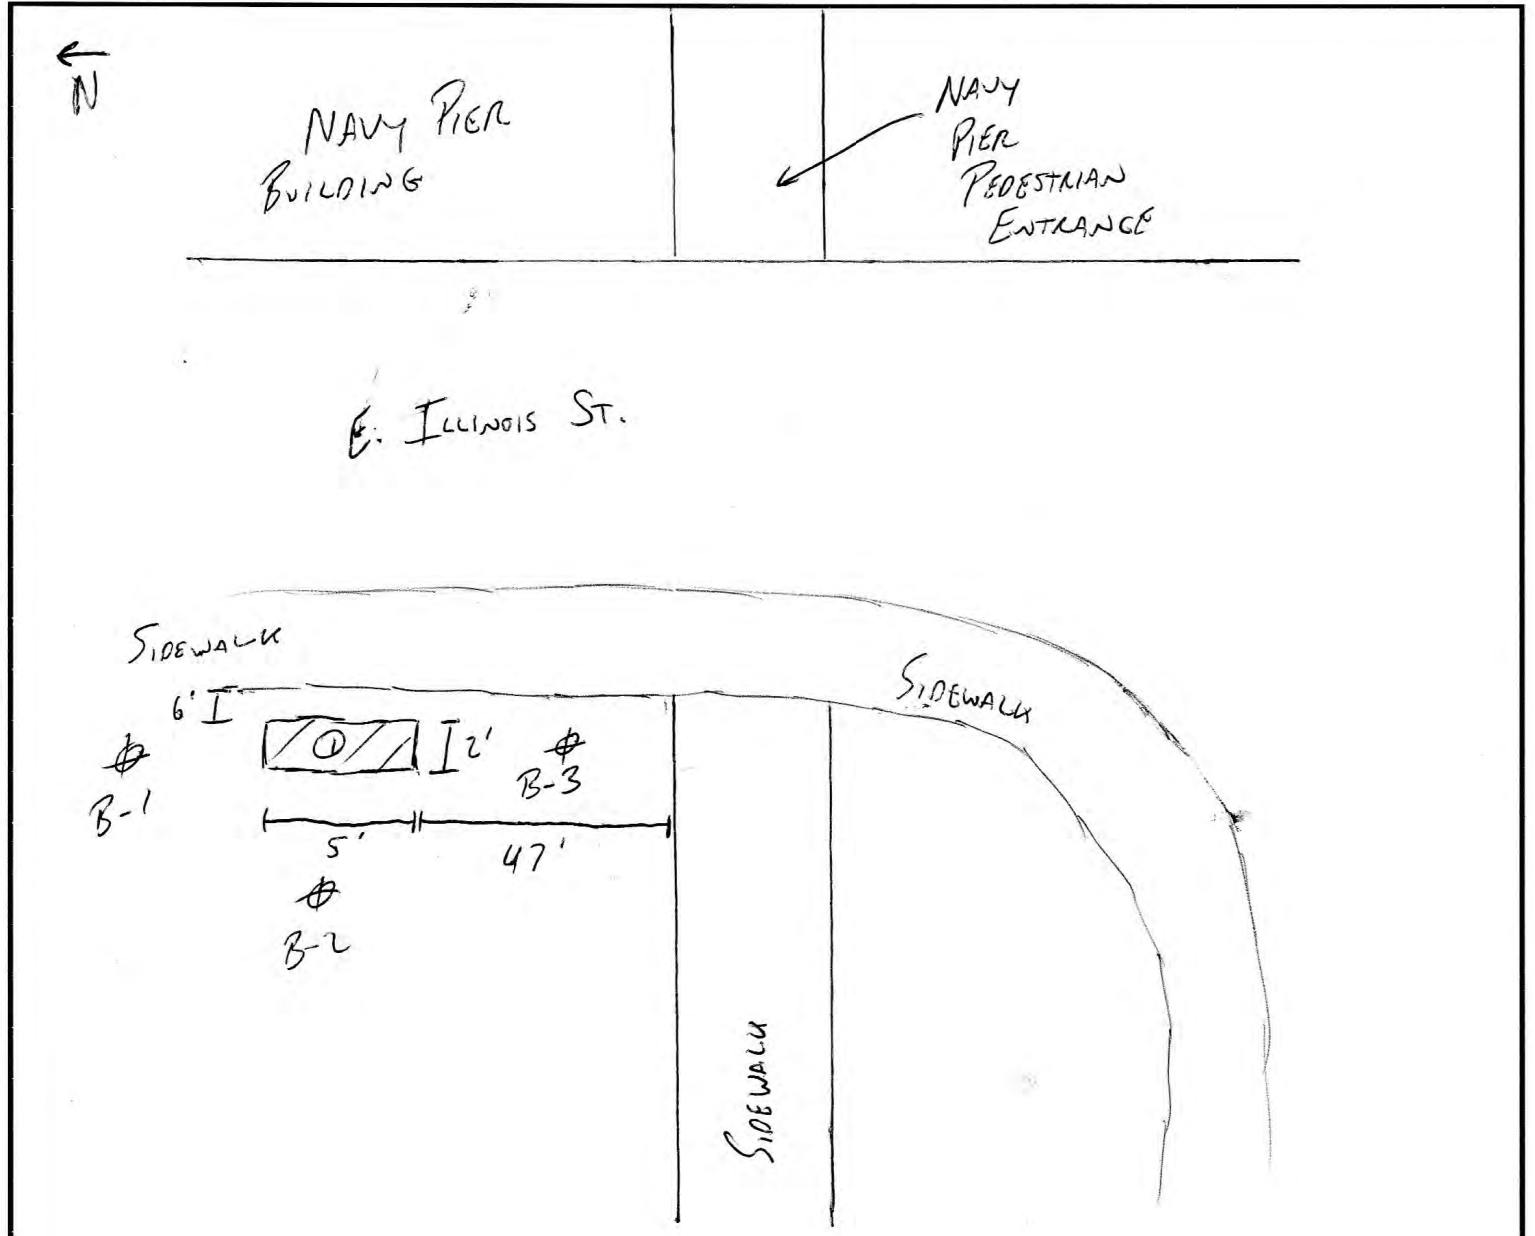 N
NAVY PIER
BUILDING
NAVY
PIER
PEDESTRIAN
ENTRANCE
E. ILLINOIS ST.
SIDEWALK
SIDEWALK
6'
1
2'
B-1
B-3
5'
47'
B-2
SIDEWALK